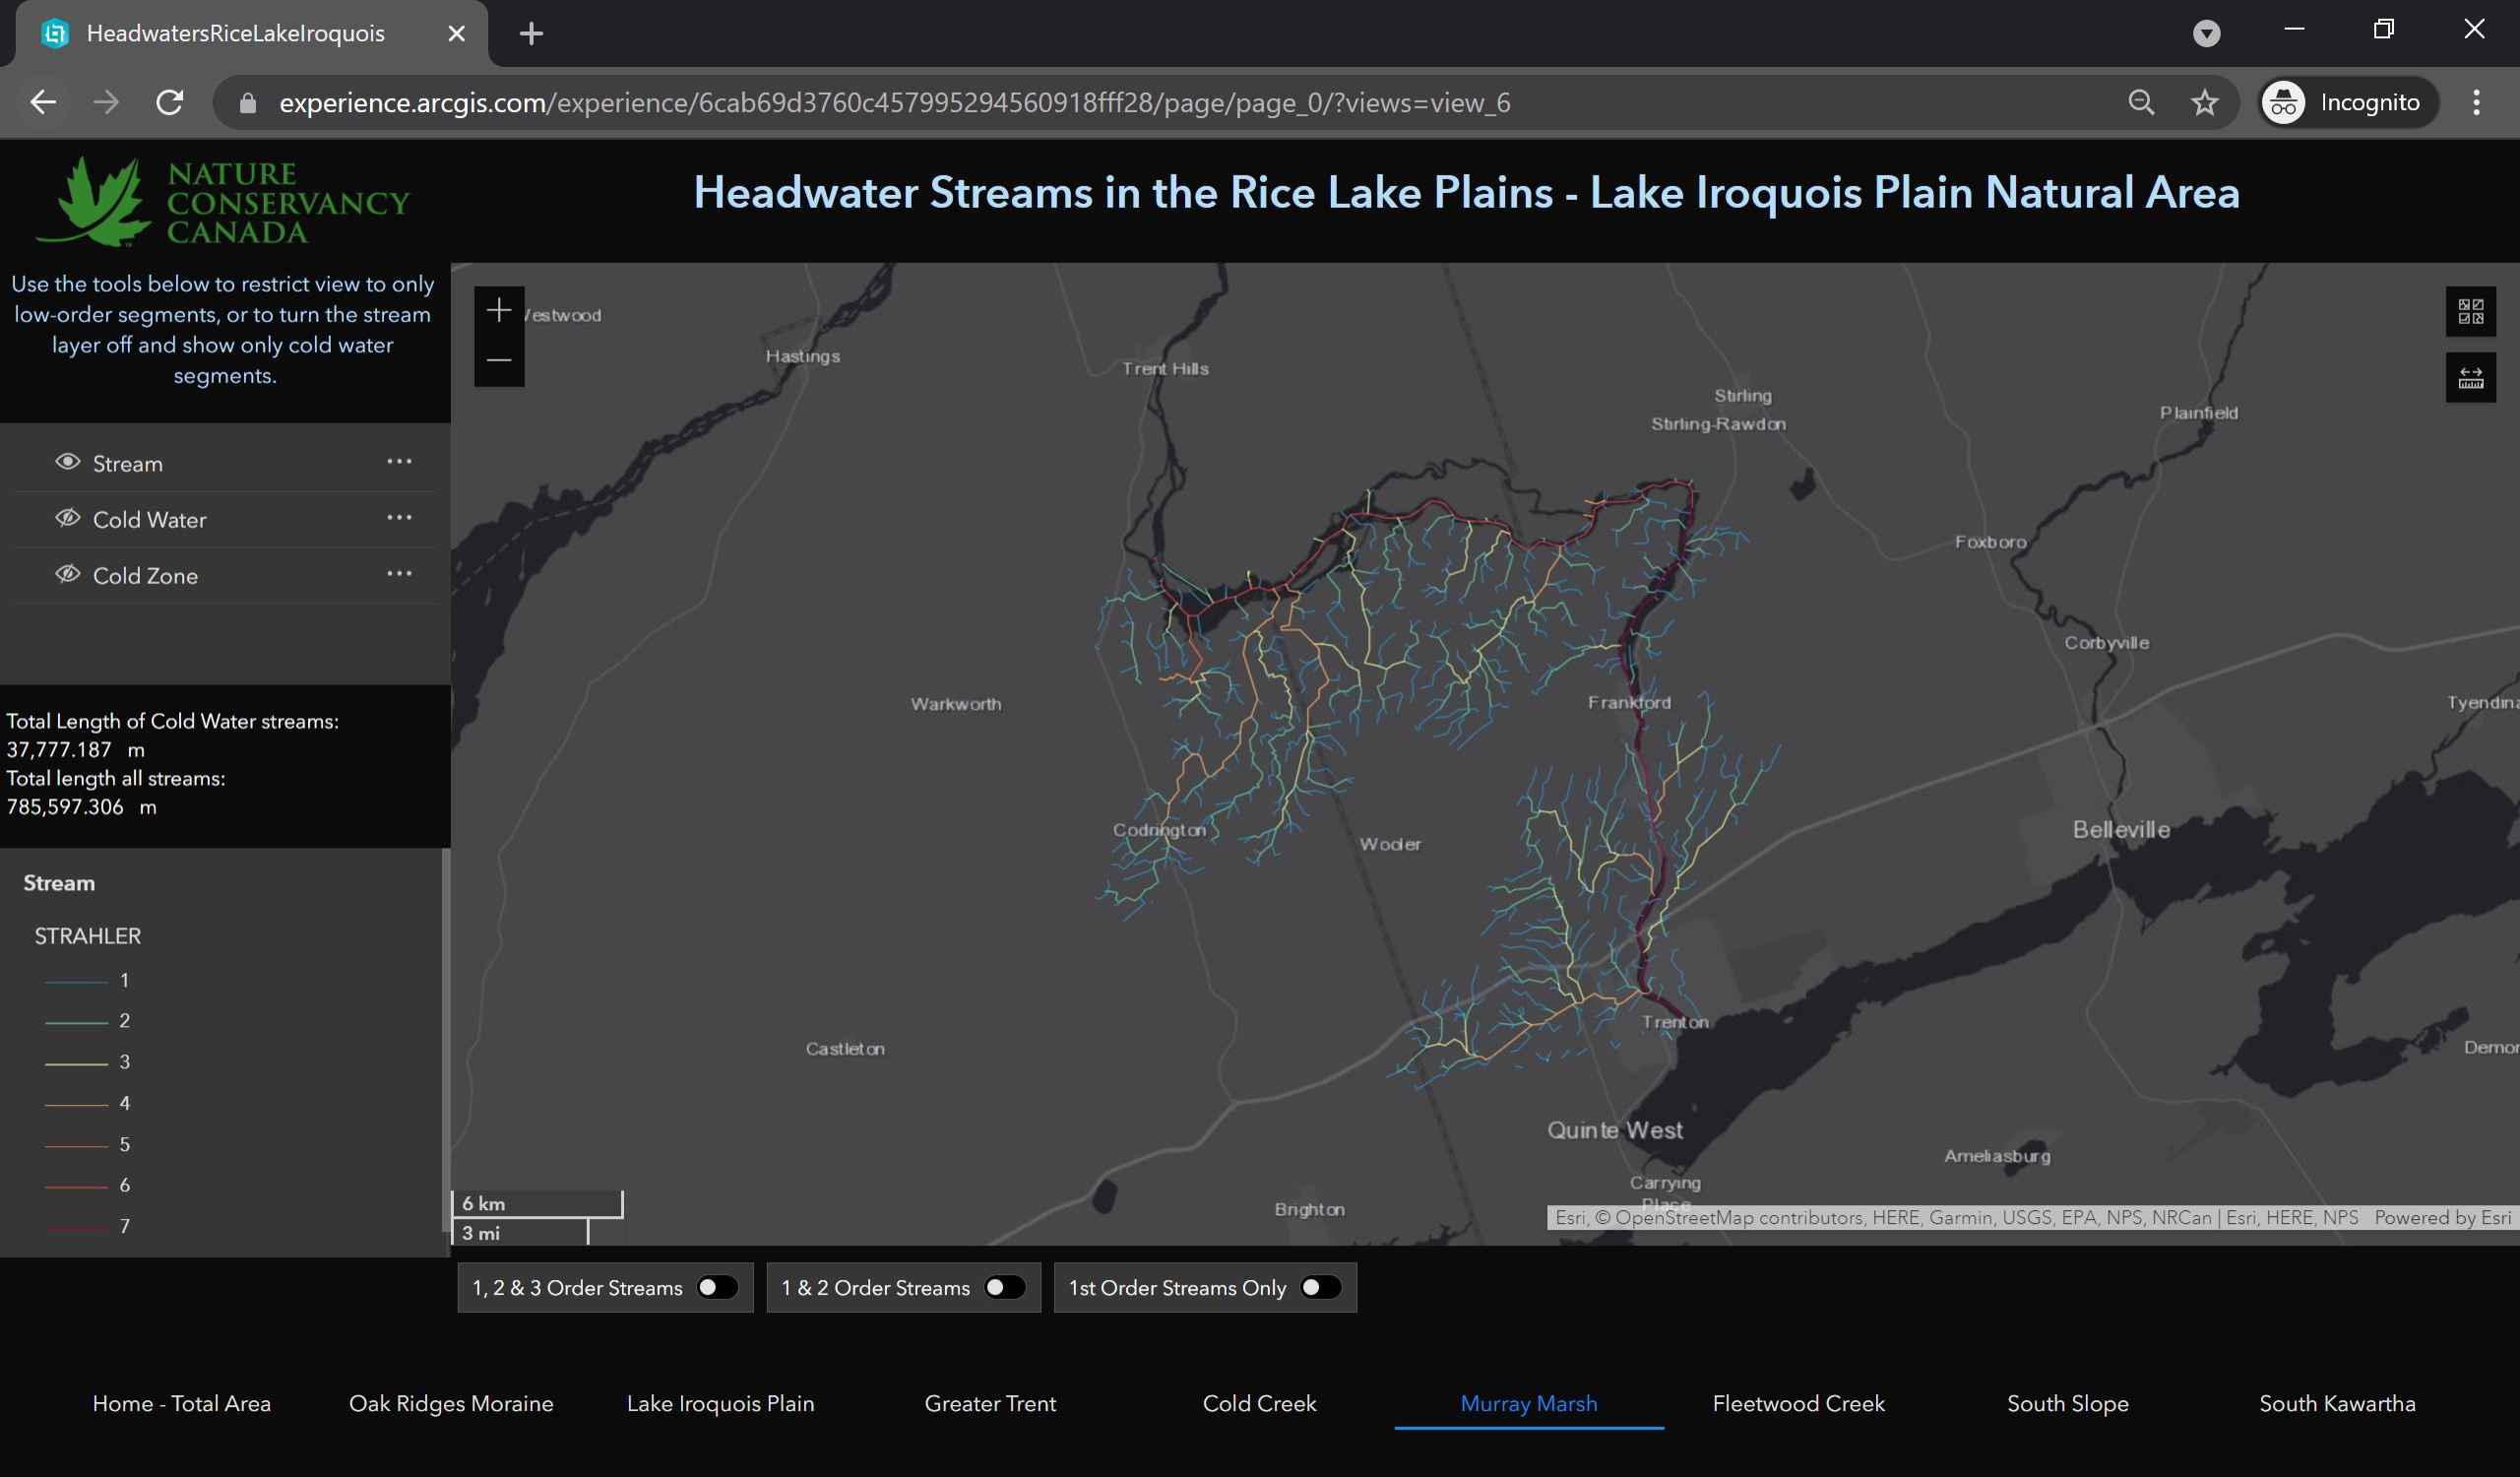 HeadwatersRiceLakeIroquois
experience.arcgis.com/experience/6cab69d3760c457995294560918fff28/page/page_0/?views=view_6
Incognito
NATURE
CONSERVANCY
CANADA
TM
Headwater Streams in the Rice Lake Plains - Lake Iroquois Plain Natural Area
Use the tools below to restrict view to only
low-order segments, or to turn the stream
layer off and show only cold water
segments.
Stream
Cold Water
Cold Zone
Total Length of Cold Water streams:
37,777.187 m
Total length all streams:
785,597.306 m
Stream
STRAHLER
1
2
3
4
5
6
7
Hastings
Trent Hills
Stirling
Stirling-Rawdon
Plainfield
Foxboro
Corbyville
Warkworth
Frankford
Codrington
Wooler
Belleville
Trenton
Castleton
Quinte West
Ameliasburg
Carrying
Place
Brighton
6 km
3 mi
Esri, © OpenStreetMap contributors, HERE, Garmin, USGS, EPA, NPS, NRCan | Esri, HERE, NPS Powered by Esri
1, 2 & 3 Order Streams
1 & 2 Order Streams
1st Order Streams Only
Home - Total Area
Oak Ridges Moraine
Lake Iroquois Plain
Greater Trent
Cold Creek
Murray Marsh
Fleetwood Creek
South Slope
South Kawartha